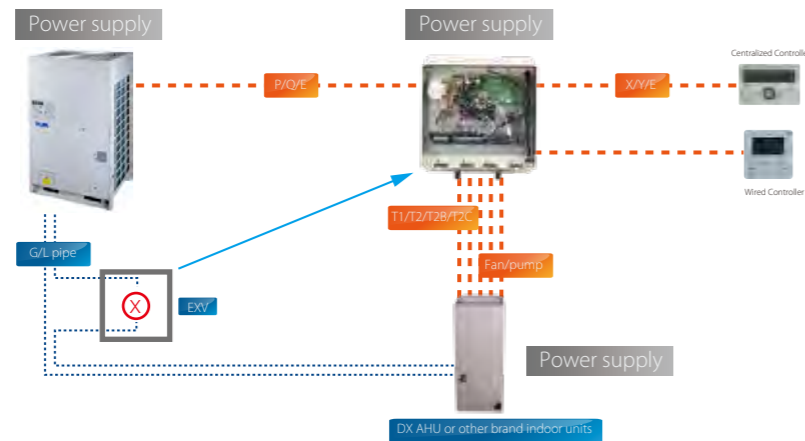 Power supply
Power supply
Centralized Controlle
P/Q/E
X/Y/E
Wired Controller
T1/T2/T2B/T2C
G/L pipe
Fan/pump
X
EXV
Power supply
DX AHU or other brand indoor units